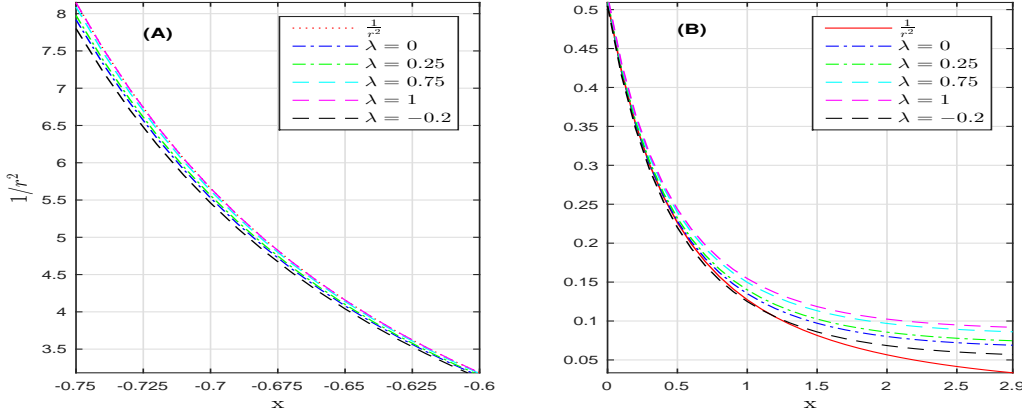 (A)
1/r²
8
7.5
7
6.5
6
5.5
5
4.5
4
3.5
-0.75
-0.725
-0.7
-0.675
-0.65
-0.625
-0.6
x
1/r²
λ = 0
λ = 0.25
λ = 0.75
λ = 1
λ = −0.2
(B)
0.5
0.45
0.4
0.35
0.3
0.25
0.2
0.15
0.1
0.05
0
0.5
1
1.5
2
2.5
2.9
x
1/r²
λ = 0
λ = 0.25
λ = 0.75
λ = 1
λ = −0.2